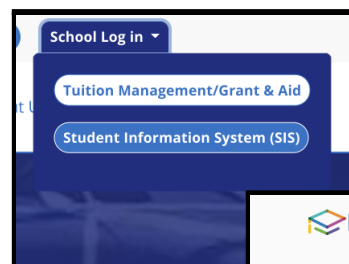 School Log in
Tuition Management/Grant & Aid
Student Information System (SIS)